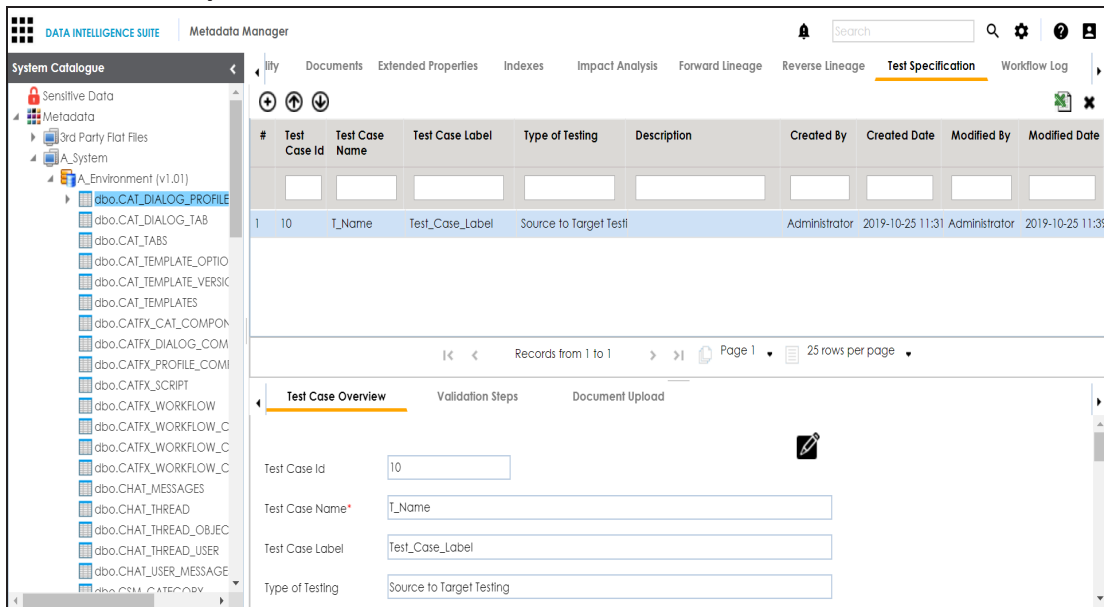 DATA INTELLIGENCE SUITE Metadata Manager Search
System Catalogue
Sensitive Data
Metadata
3rd Party Flat Files
A_System
A_Environment (v1.01)
dbo.CAT_DIALOG_PROFILE
dbo.CAT_DIALOG_TAB
dbo.CAT_TABS
dbo.CAT_TEMPLATE_OPTIO
dbo.CAT_TEMPLATE_VERSIC
dbo.CAT_TEMPLATES
dbo.CATFX_CAT_COMPON
dbo.CATFX_DIALOG_COM
dbo.CATFX_PROFILE_COMI
dbo.CATFX_SCRIPT
dbo.CATFX_WORKFLOW
dbo.CATFX_WORKFLOW_C
dbo.CATFX_WORKFLOW_C
dbo.CATFX_WORKFLOW_C
dbo.CHAT_MESSAGES
dbo.CHAT_THREAD
dbo.CHAT_THREAD_OBJEC
dbo.CHAT_THREAD_USER
dbo.CHAT_USER_MESSAGE
dbo.CSM_CATEGORY
lity Documents Extended Properties Indexes Impact Analysis Forward Lineage Reverse Lineage Test Specification Workflow Log
# Test Case Id Test Case Name Test Case Label Type of Testing Description Created By Created Date Modified By Modified Date
1 10 T_Name Test_Case_Label Source to Target Testi Administrator 2019-10-25 11:31 Administrator 2019-10-25 11:39
Records from 1 to 1 Page 1 25 rows per page
Test Case Overview Validation Steps Document Upload
Test Case Id 10
Test Case Name* T_Name
Test Case Label Test_Case_Label
Type of Testing Source to Target Testing